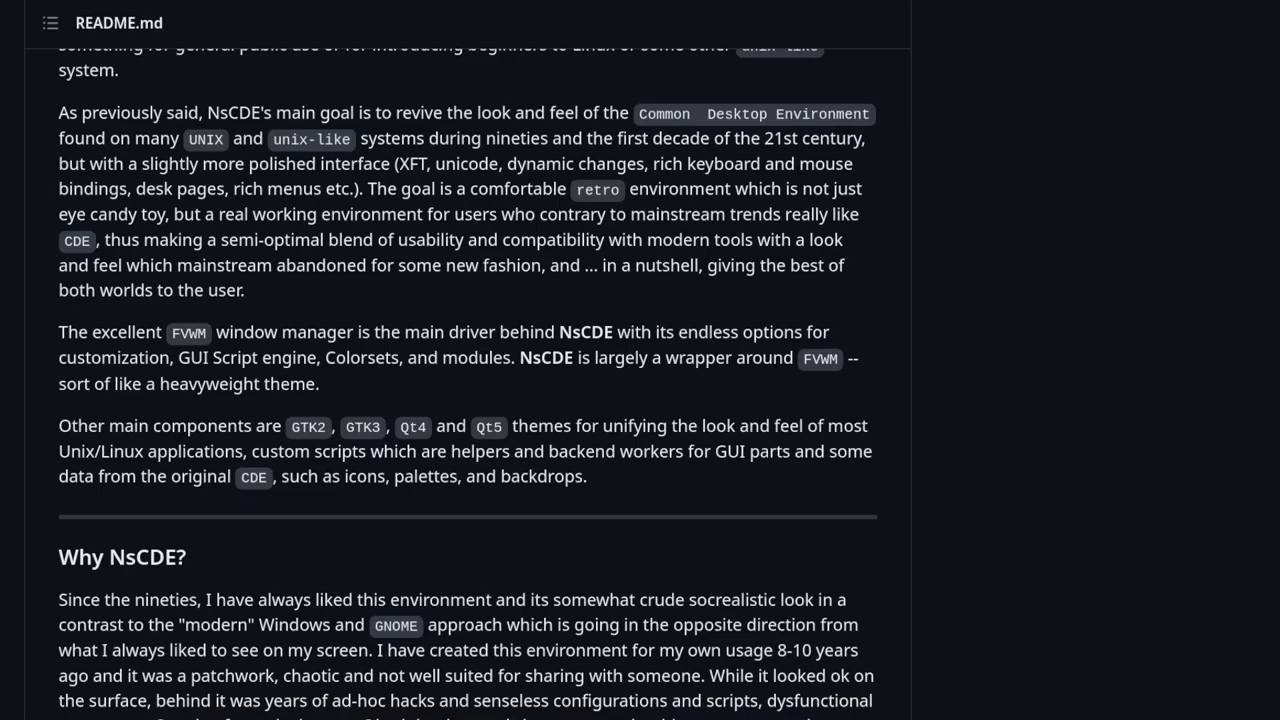 README.md
something for general public use or for introducing beginners to Linux or some other unix-like
system.
As previously said, NsCDE's main goal is to revive the look and feel of the Common  Desktop Environment
found on many UNIX and unix-like systems during nineties and the first decade of the 21st century,
but with a slightly more polished interface (XFT, unicode, dynamic changes, rich keyboard and mouse
bindings, desk pages, rich menus etc.). The goal is a comfortable retro environment which is not just
eye candy toy, but a real working environment for users who contrary to mainstream trends really like
CDE, thus making a semi-optimal blend of usability and compatibility with modern tools with a look
and feel which mainstream abandoned for some new fashion, and ... in a nutshell, giving the best of
both worlds to the user.
The excellent FVWM window manager is the main driver behind NsCDE with its endless options for
customization, GUI Script engine, Colorsets, and modules. NsCDE is largely a wrapper around FVWM --
sort of like a heavyweight theme.
Other main components are GTK2, GTK3, Qt4 and Qt5 themes for unifying the look and feel of most
Unix/Linux applications, custom scripts which are helpers and backend workers for GUI parts and some
data from the original CDE, such as icons, palettes, and backdrops.
Why NsCDE?
Since the nineties, I have always liked this environment and its somewhat crude socrealistic look in a
contrast to the "modern" Windows and GNOME approach which is going in the opposite direction from
what I always liked to see on my screen. I have created this environment for my own usage 8-10 years
ago and it was a patchwork, chaotic and not well suited for sharing with someone. While it looked ok on
the surface, behind it was years of ad-hoc hacks and senseless configurations and scripts, dysfunctional